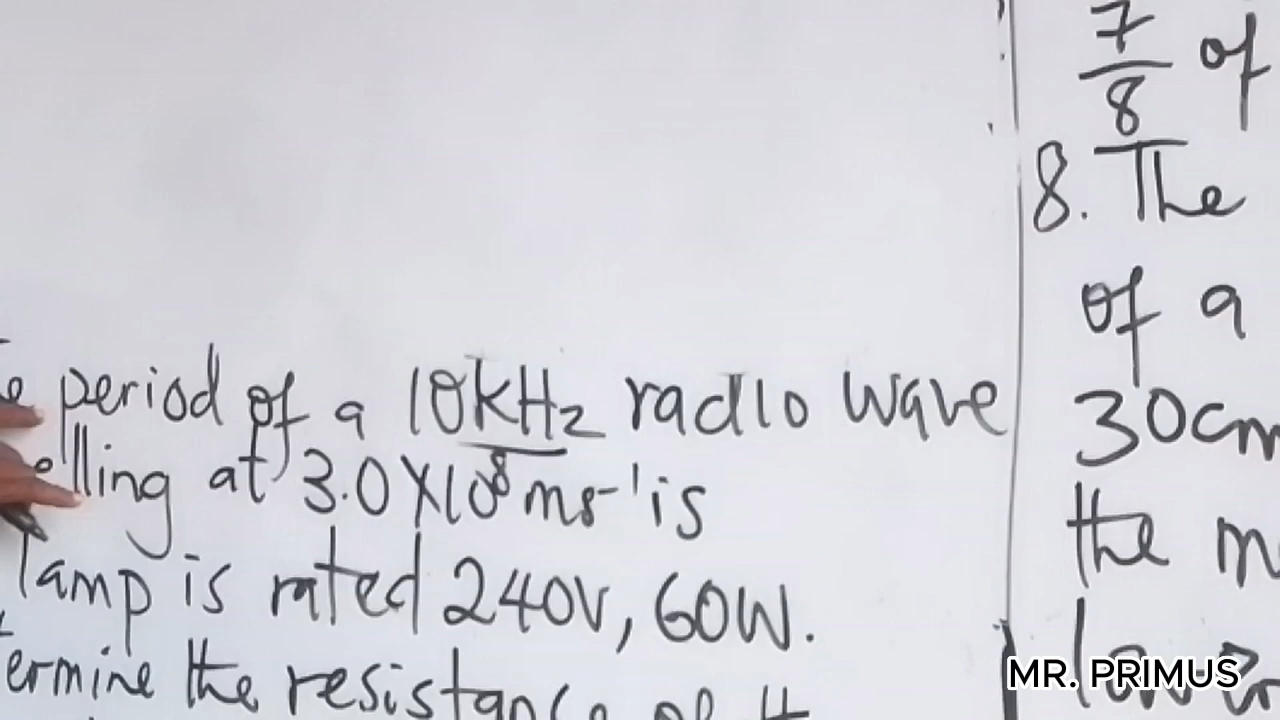 period of a 10kHz radio wave
elling at 3.0X10⁸ms⁻¹ is
lamp is rated 240V, 60W.
ermine the resistance of
7/8 of
8. The
of a
30cm
the m
MR. PRIMUS